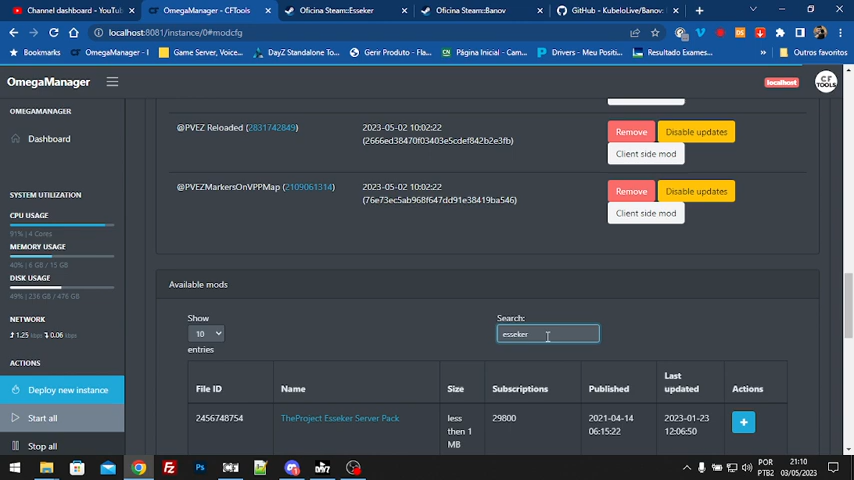 Channel dashboard - YouTub
OmegaManager - CFTools
Oficina Steam::Esseker
Oficina Steam::Banov
GitHub - KubeloLive/Banov:
localhost:8081/instance/0#modcfg
Bookmarks
OmegaManager - I
Game Server, Voice...
DayZ Standalone To...
Gerir Produto - Fla...
Página Inicial - Cam...
Drivers - Meu Positi...
Resultado Exames...
Outros favoritos
OmegaManager
localhost
CF TOOLS
OMEGAMANAGER
Dashboard
SYSTEM UTILIZATION
CPU USAGE
91% | 4 Cores
MEMORY USAGE
40% | 6 GB / 15 GB
DISK USAGE
49% | 236 GB / 476 GB
NETWORK
1.25 kbps 0.06 kbps
ACTIONS
Deploy new instance
Start all
Stop all
@PVEZ Reloaded (2831742849)
2023-05-02 10:02:22
(2666ed38470f03403e5cdef842b2e3fb)
Remove
Disable updates
Client side mod
@PVEZMarkersOnVPPMap (2109061314)
2023-05-02 10:02:22
(76e73ec5ab968f647dd91e38419ba546)
Remove
Disable updates
Client side mod
Available mods
Show
10
entries
Search:
esseker
File ID
Name
Size
Subscriptions
Published
Last updated
Actions
2456748754
TheProject Esseker Server Pack
less then 1 MB
29800
2021-04-14 06:15:22
2023-01-23 12:06:50
+
POR
PTB2
21:10
03/05/2023